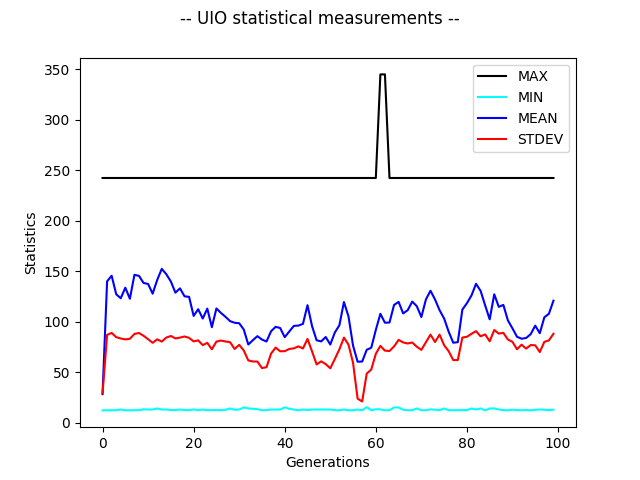 -- UIO statistical measurements --
350
300
250
200
150
100
50
0
Statistics
MAX
MIN
MEAN
STDEV
0 20 40 60 80 100
Generations